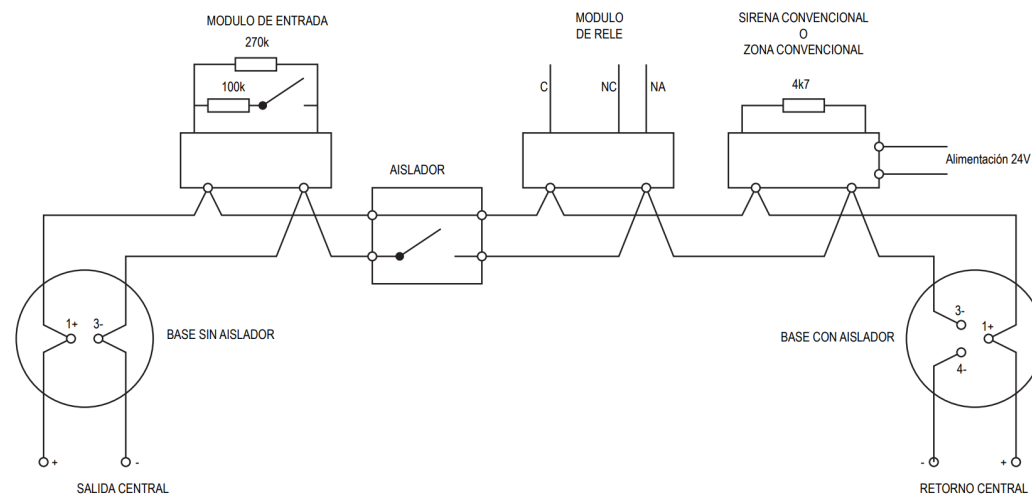 MODULO DE ENTRADA
270k
100k
MODULO
DE RELE
C
NC
NA
SIRENA CONVENCIONAL
O
ZONA CONVENCIONAL
4k7
Alimentación 24V
AISLADOR
1+
3-
BASE SIN AISLADOR
BASE CON AISLADOR
3-
1+
4-
+
-
SALIDA CENTRAL
-
+
RETORNO CENTRAL